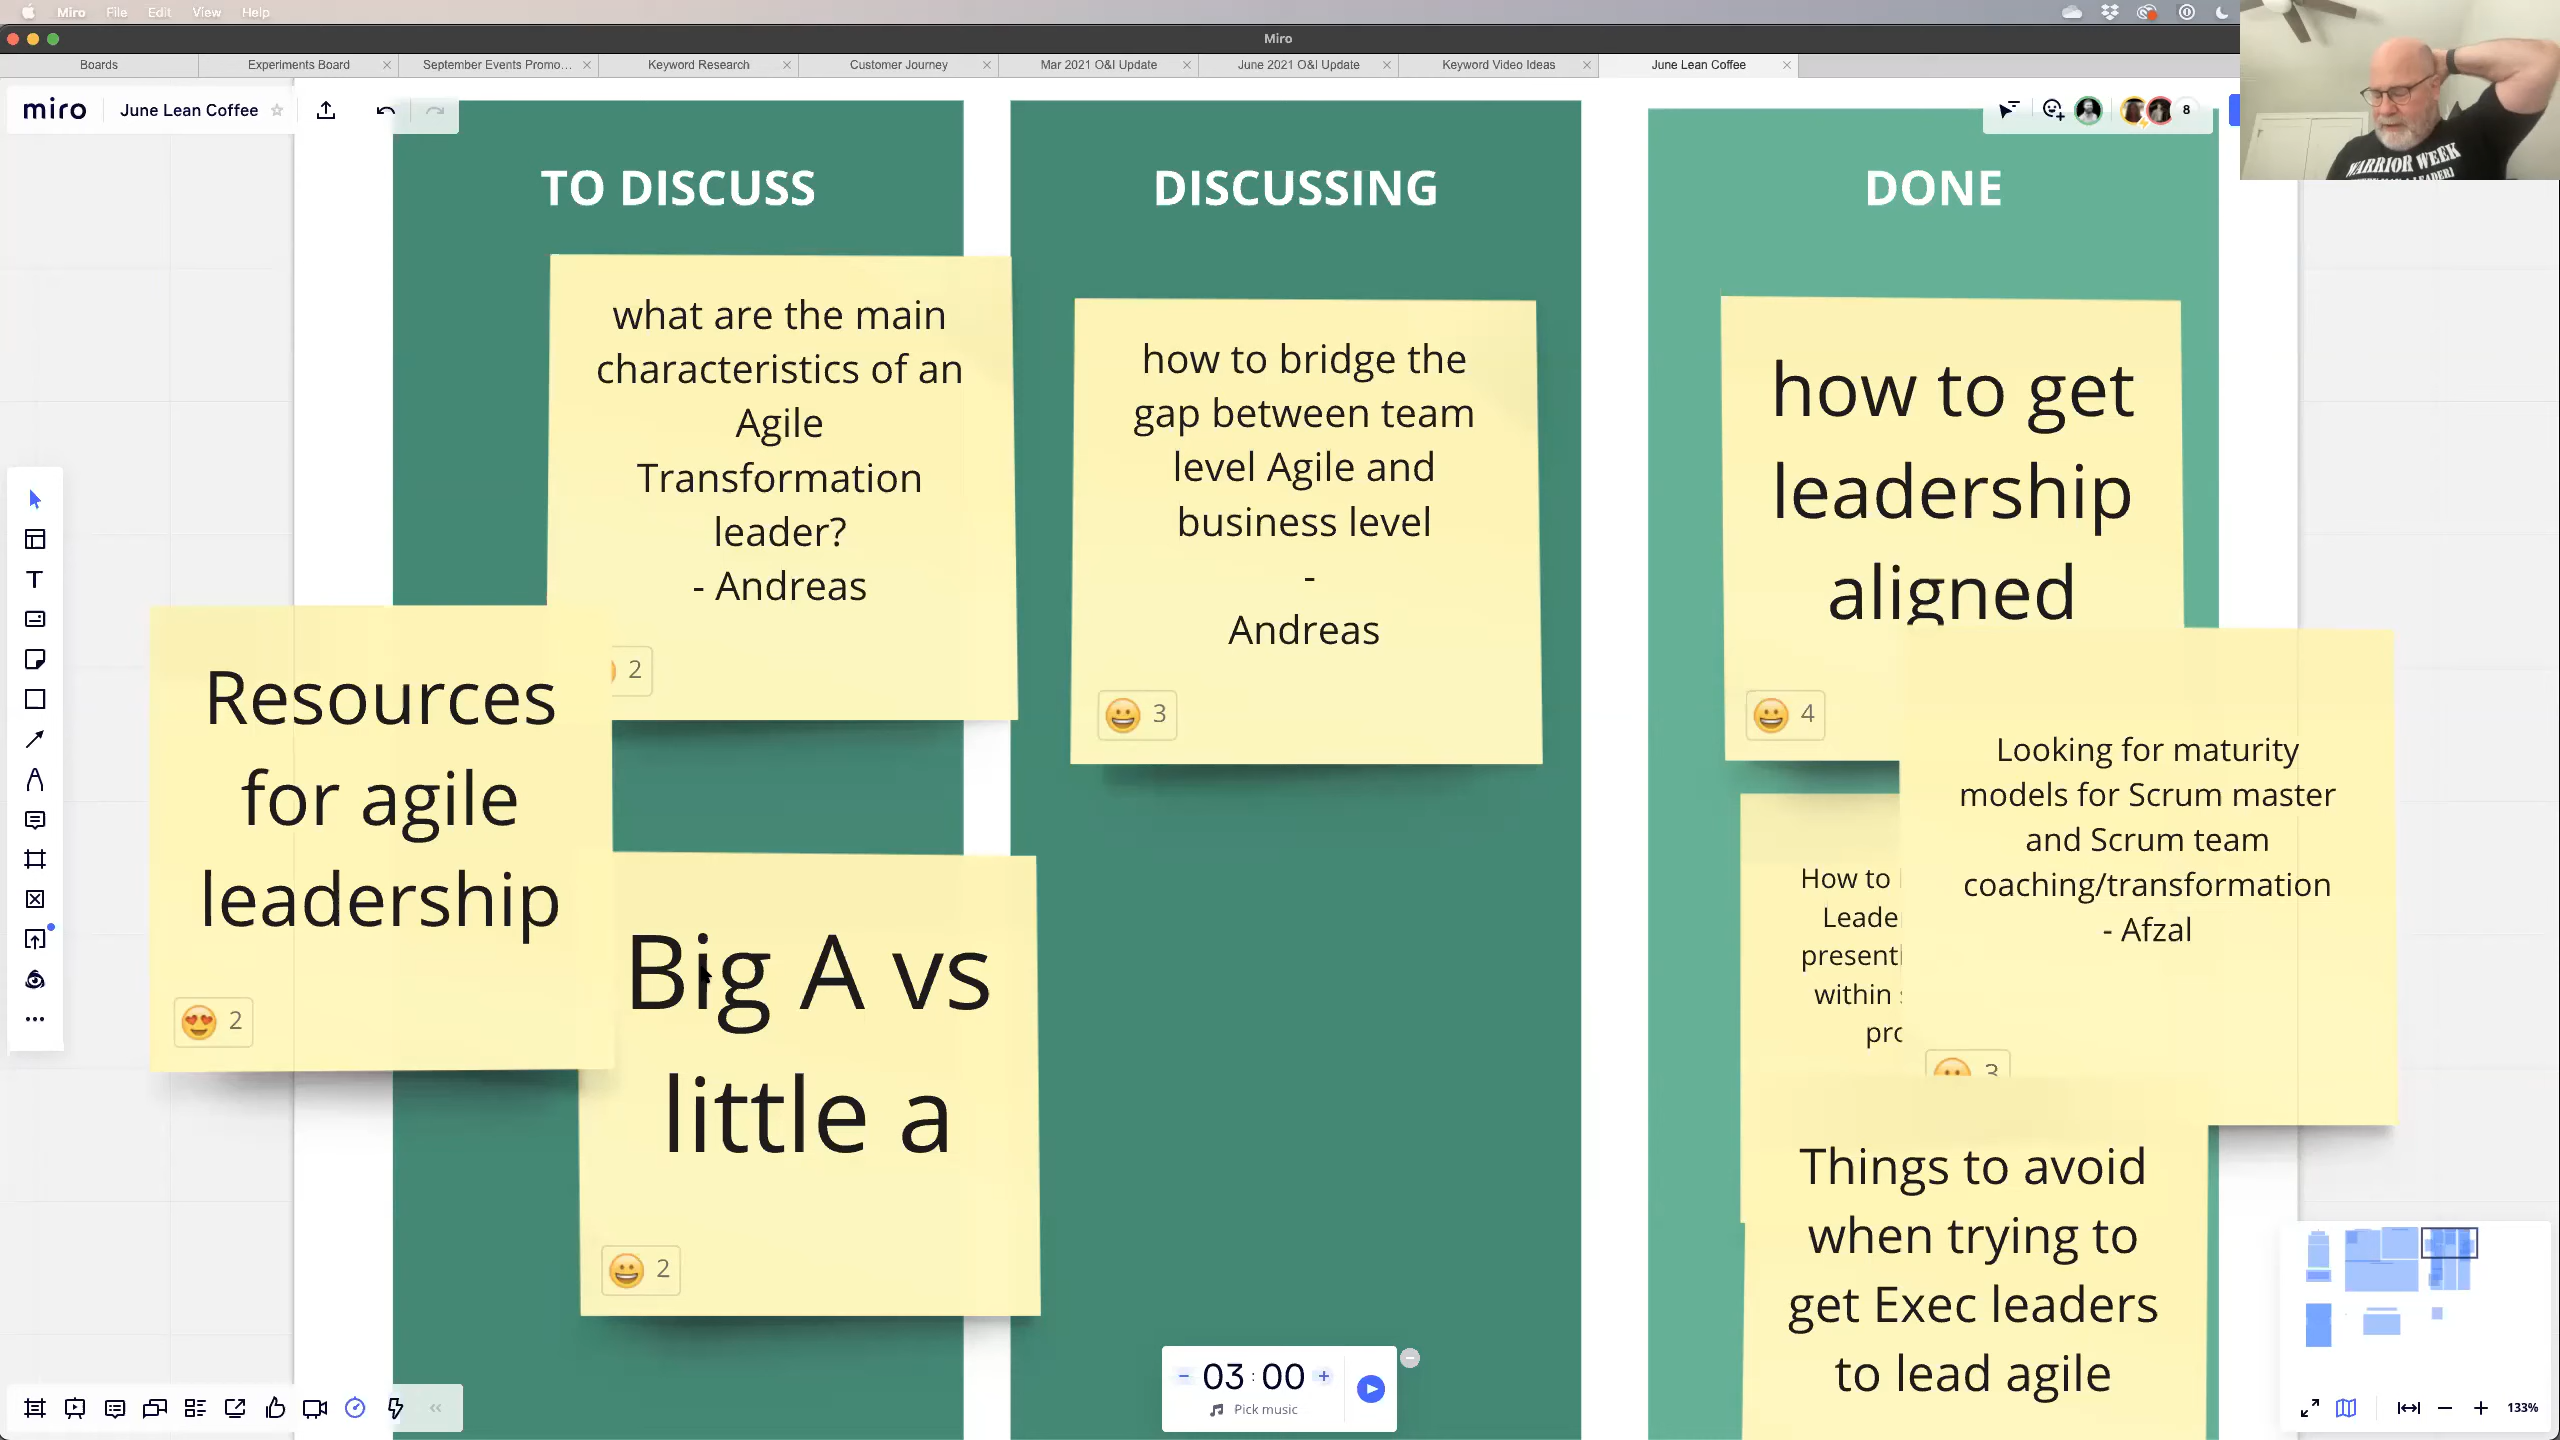 Miro File Edit View Help
Miro
Boards Experiments Board September Events Promo... Keyword Research Customer Journey Mar 2021 O&I Update June 2021 O&I Update Keyword Video Ideas June Lean Coffee
miro June Lean Coffee
8
WARRIOR WEEK
TO DISCUSS
what are the main
characteristics of an
Agile
Transformation
leader?
- Andreas
2
Resources
for agile
leadership
2
Big A vs
little a
2
DISCUSSING
how to bridge the
gap between team
level Agile and
business level
-
Andreas
3
DONE
how to get
leadership
aligned
4
Looking for maturity
models for Scrum master
and Scrum team
coaching/transformation
- Afzal
3
How to
Leade
present
within
pro
Things to avoid
when trying to
get Exec leaders
to lead agile
03:00
Pick music
133%